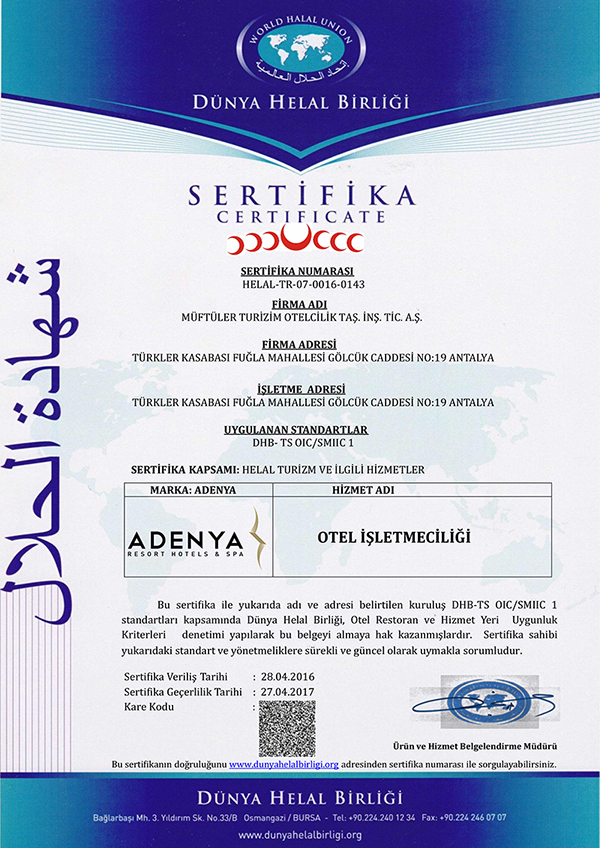 WORLD HALAL UNION
إتحاد الحلال العالمية
DÜNYA HELAL BİRLİĞİ
SERTİFİKA
CERTIFICATE
شهادة الحلال
SERTİFİKA NUMARASI
HELAL-TR-07-0016-0143
FİRMA ADI
MÜFTÜLER TURİZİM OTELCİLİK TAŞ. İNŞ. TİC. A.Ş.
FİRMA ADRESİ
TÜRKLER KASABASI FUĞLA MAHALLESİ GÖLCÜK CADDESİ NO:19 ANTALYA
İŞLETME ADRESİ
TÜRKLER KASABASI FUĞLA MAHALLESİ GÖLCÜK CADDESİ NO:19 ANTALYA
UYGULANAN STANDARTLAR
DHB- TS OIC/SMIIC 1
SERTİFİKA KAPSAMI: HELAL TURİZM VE İLGİLİ HİZMETLER
MARKA: ADENYA HİZMET ADI
ADENYA
RESORT HOTELS & SPA
OTEL İŞLETMECİLİĞİ
Bu sertifika ile yukarıda adı ve adresi belirtilen kuruluş DHB-TS OIC/SMIIC 1
standartları kapsamında Dünya Helal Birliği, Otel Restoran ve Hizmet Yeri Uygunluk
Kriterleri denetimi yapılarak bu belgeyi almaya hak kazanmışlardır. Sertifika sahibi
yukarıdaki standart ve yönetmeliklere sürekli ve güncel olarak uymakla sorumludur.
Sertifika Veriliş Tarihi : 28.04.2016
Sertifika Geçerlilik Tarihi : 27.04.2017
Kare Kodu :
Ürün ve Hizmet Belgelendirme Müdürü
Bu sertifikanın doğruluğunu www.dunyahelalbirligi.org adresinden sertifika numarası ile sorgulayabilirsiniz.
DÜNYA HELAL BİRLİĞİ
Bağlarbaşı Mh. 3. Yıldırım Sk. No.33/B Osmangazi / BURSA - Tel: +90.224.240 12 34 Fax: +90.224 246 07 07
www.dunyahelalbirligi.org